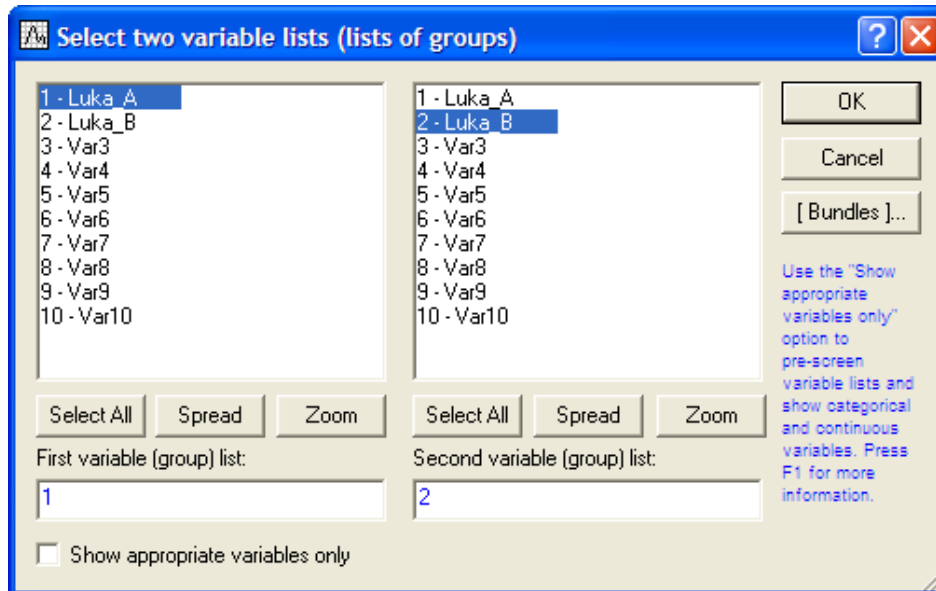 Select two variable lists (lists of groups)
1 - Luka_A
2 - Luka_B
3 - Var3
4 - Var4
5 - Var5
6 - Var6
7 - Var7
8 - Var8
9 - Var9
10 - Var10
Select All Spread Zoom
First variable (group) list:
1
1 - Luka_A
2 - Luka_B
3 - Var3
4 - Var4
5 - Var5
6 - Var6
7 - Var7
8 - Var8
9 - Var9
10 - Var10
Select All Spread Zoom
Second variable (group) list:
2
Show appropriate variables only
OK
Cancel
[ Bundles ]...
Use the "Show
appropriate
variables only"
option to
pre-screen
variable lists and
show categorical
and continuous
variables. Press
F1 for more
information.